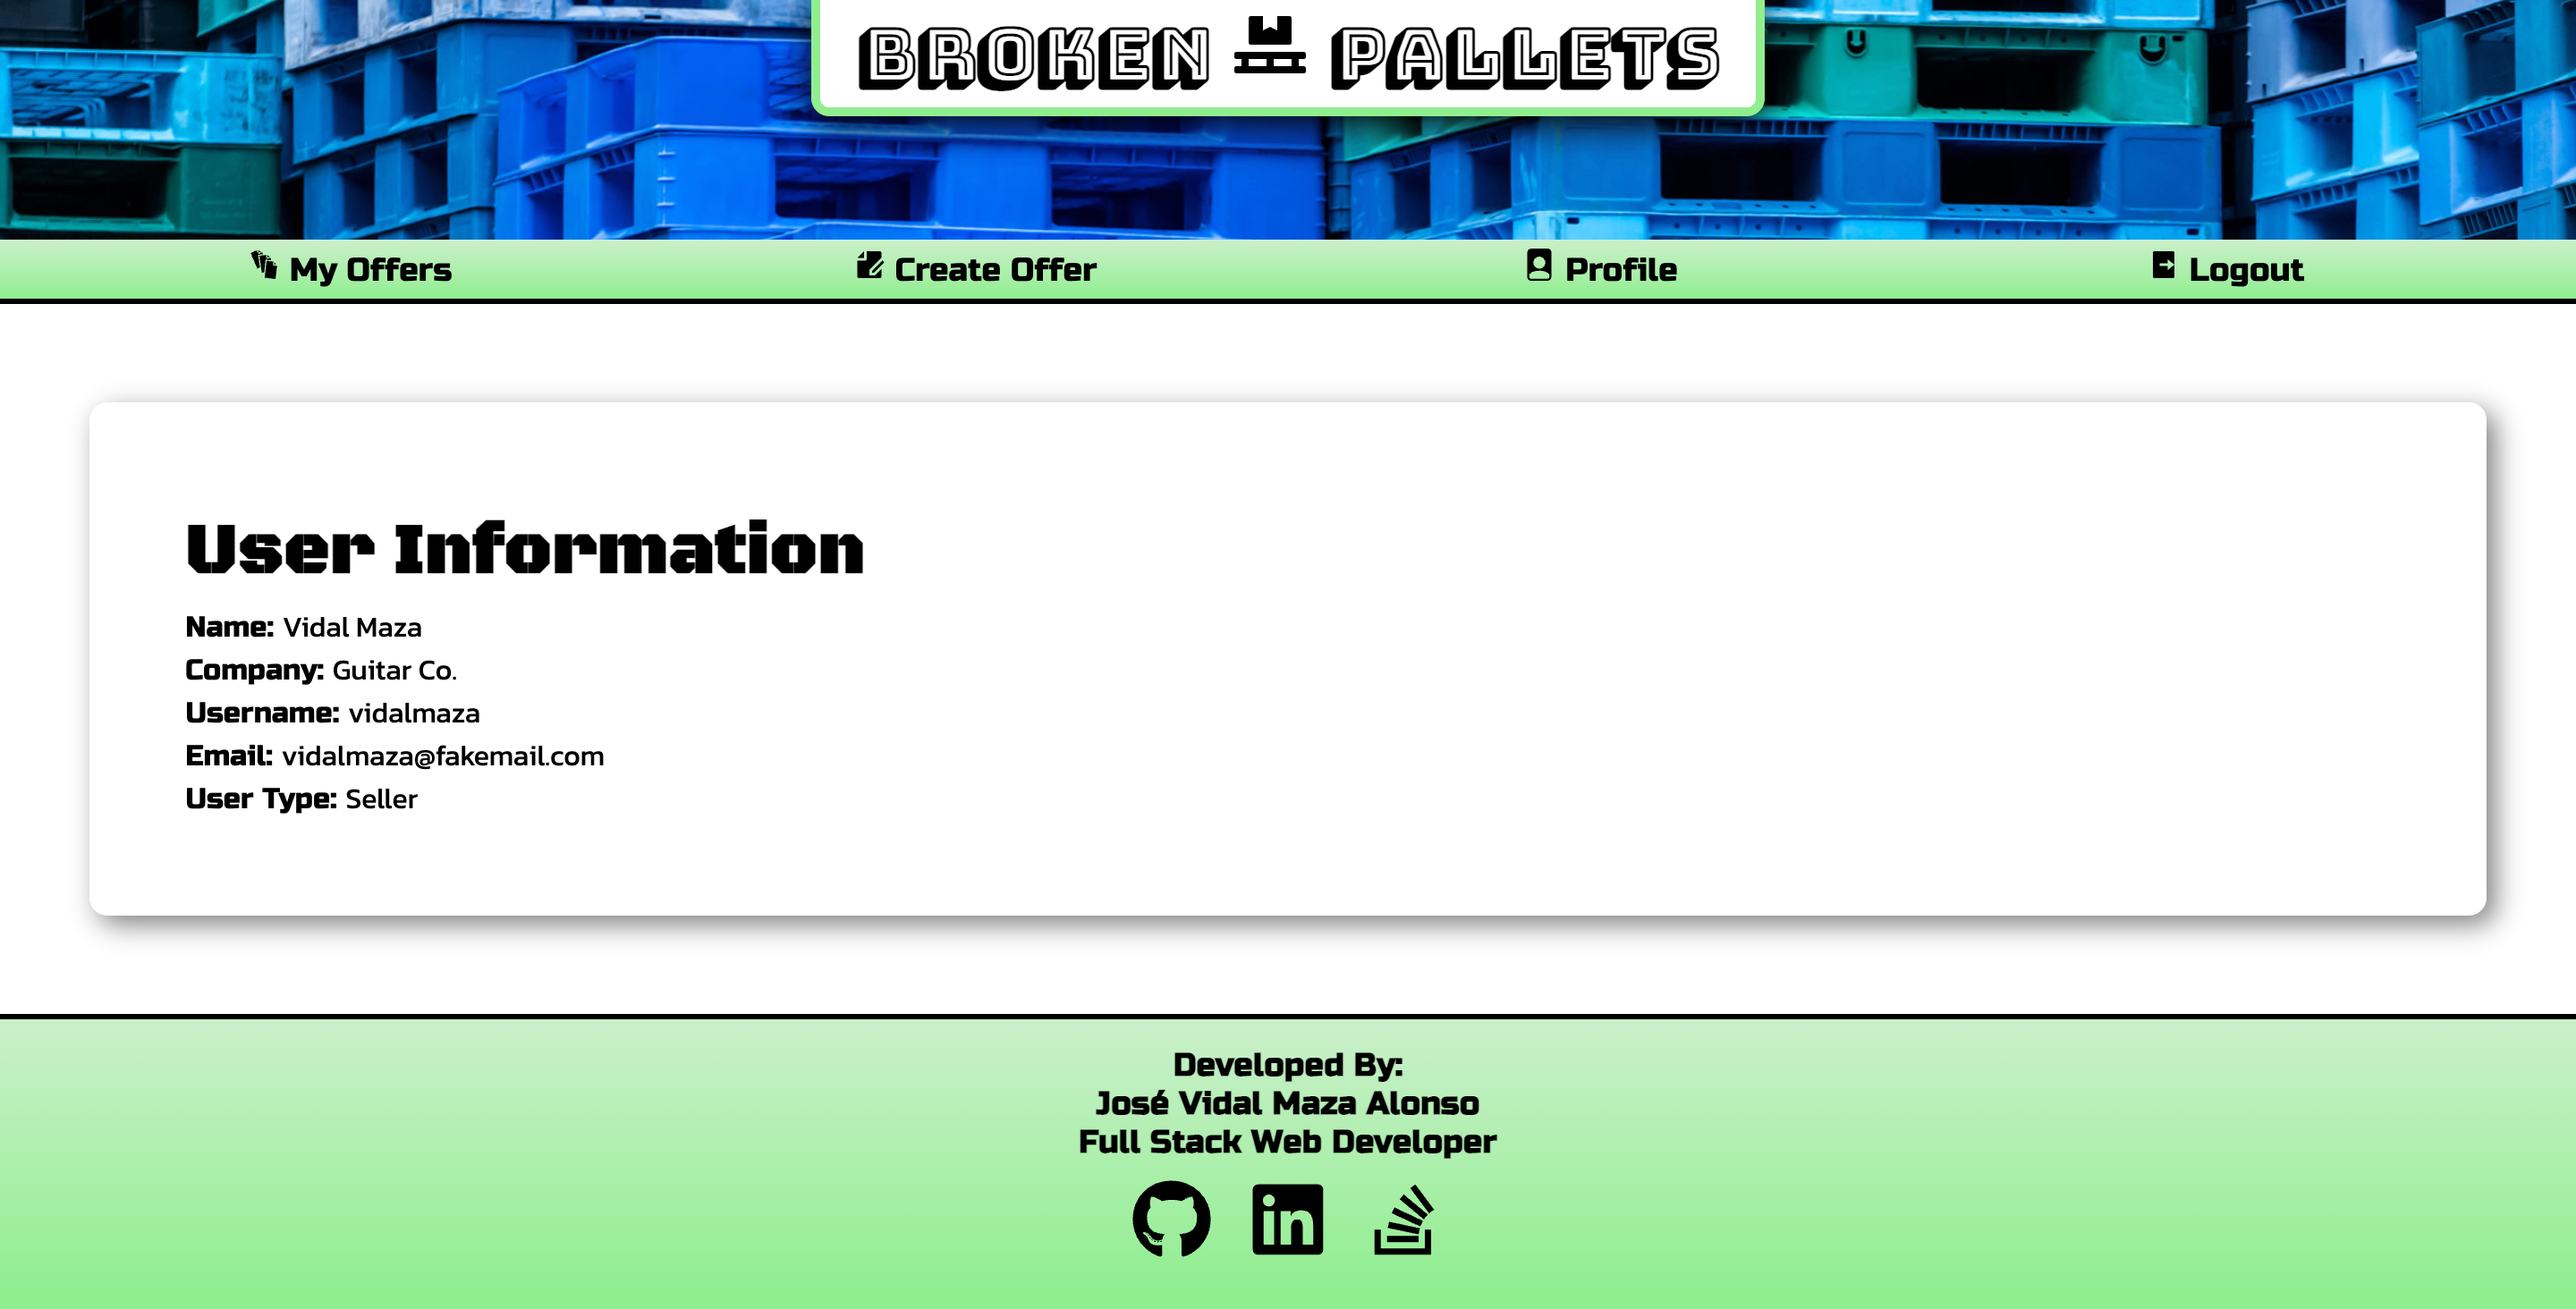 BROKEN PALLETS
My Offers Create Offer Profile Logout
User Information
Name: Vidal Maza
Company: Guitar Co.
Username: vidalmaza
Email: vidalmaza@fakemail.com
User Type: Seller
Developed By:
José Vidal Maza Alonso
Full Stack Web Developer
in